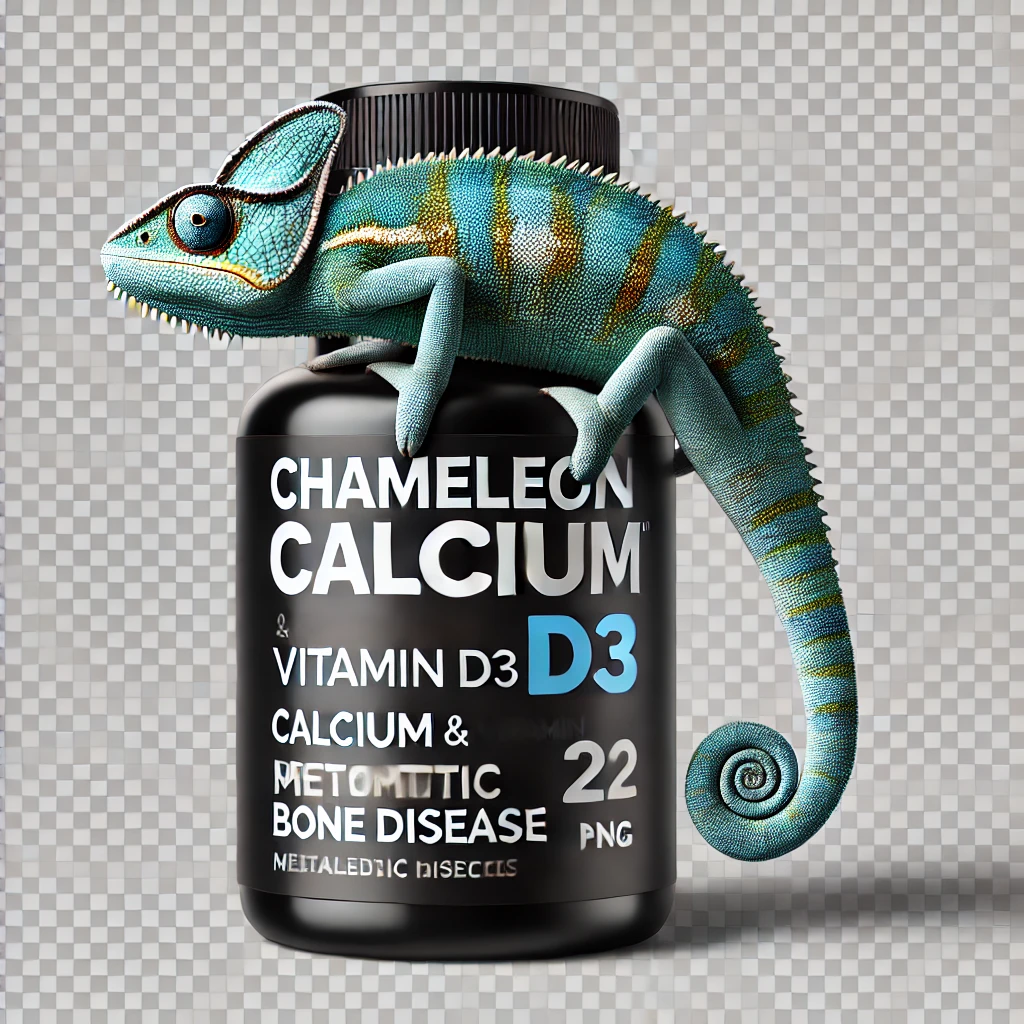 CHAMELEON
CALCIUM
&
VITAMIN D3 D3
CALCIUM &
22
BONE DISEASE
PNG